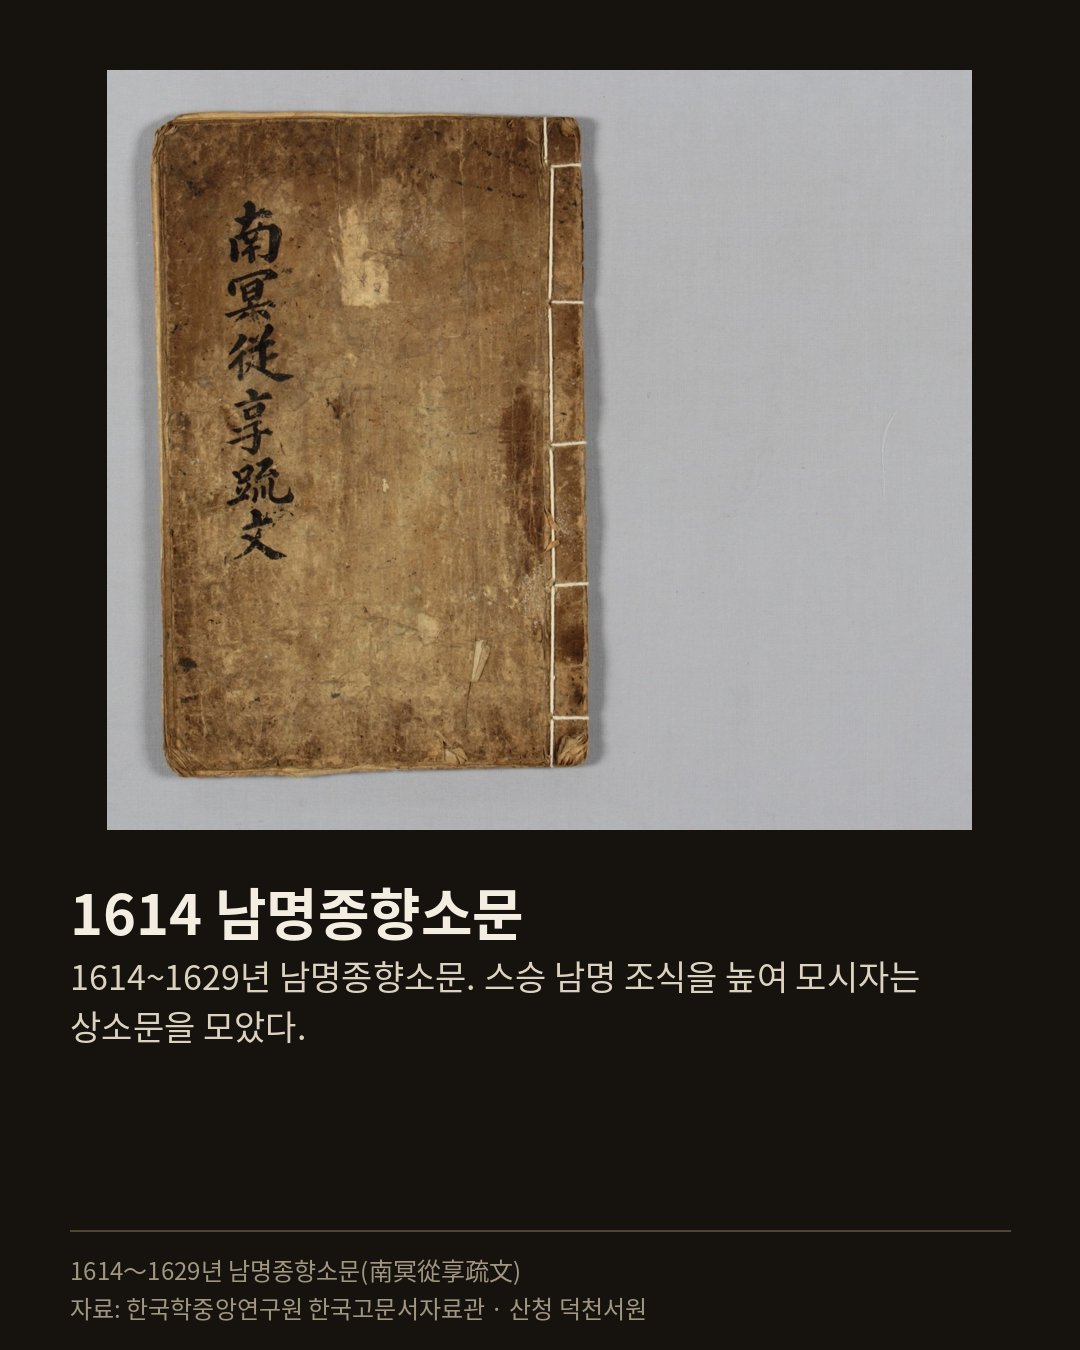 南冥從享疏文
1614 남명종향소문
1614~1629년 남명종향소문. 스승 남명 조식을 높여 모시자는
상소문을 모았다.
1614～1629년 남명종향소문(南冥從享疏文)
자료: 한국학중앙연구원 한국고문서자료관 · 산청 덕천서원